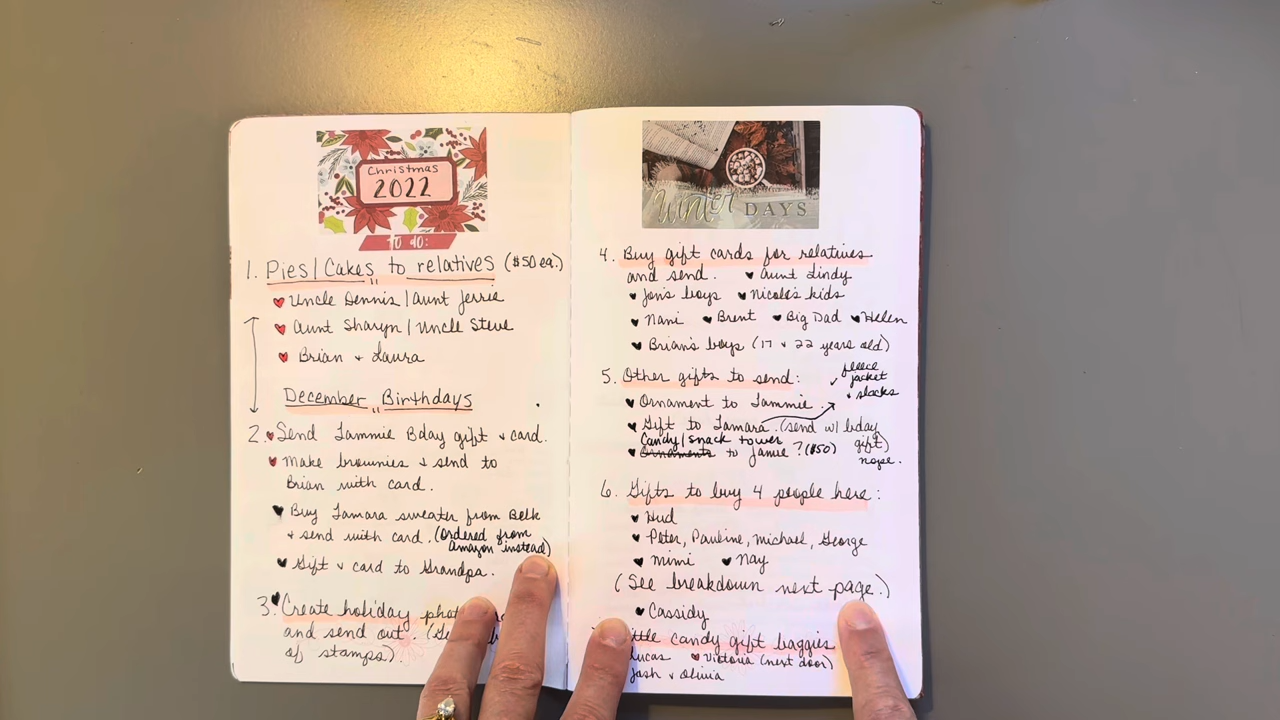 Christmas
2022
to do:
1. Pies/Cakes to relatives ($50 ea.)
Uncle Dennis/Aunt Jerrie
Aunt Sharyn/Uncle Steve
Brian & Laura
December Birthdays
2. Send Tammie Bday gift & card.
Make brownies & send to
Brian with card.
Buy Tamara sweater from Belk
& send with card. (Ordered from
Amazon instead)
Gift & card to Grandpa.
3. Create holiday
and send out.
of stamps).
Winter DAYS
4. Buy gift cards for relatives
and send. Aunt Lindy
Jon's boys Nicole's kids
Nani Brent Big Dad Helen
Brian's boys (17 & 22 years old)
5. Other gifts to send:
fleece
jacket
& slacks
Ornament to Tammie.
Gift to Tamara. (send w/ bday
gift)
nope.
Candy/snack tower
Ornaments to Jamie? ($50)
6. Gifts to buy 4 people here:
Hud
Peter, Pauline, Michael, George
Mimi Nay
(See breakdown next page.)
Cassidy
candy gift baggies
Lucas Victoria (next door)
Josh & Olivia